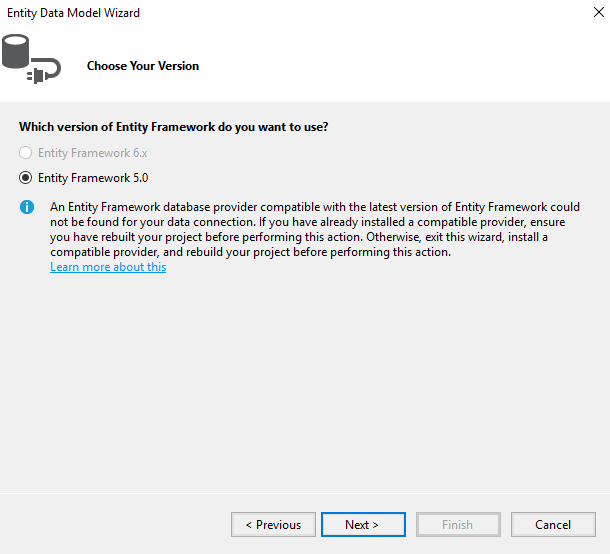 Entity Data Model Wizard
Choose Your Version
Which version of Entity Framework do you want to use?
Entity Framework 6.x
Entity Framework 5.0
An Entity Framework database provider compatible with the latest version of Entity Framework could
not be found for your data connection. If you have already installed a compatible provider, ensure
you have rebuilt your project before performing this action. Otherwise, exit this wizard, install a
compatible provider, and rebuild your project before performing this action.
Learn more about this
< Previous
Next >
Finish
Cancel